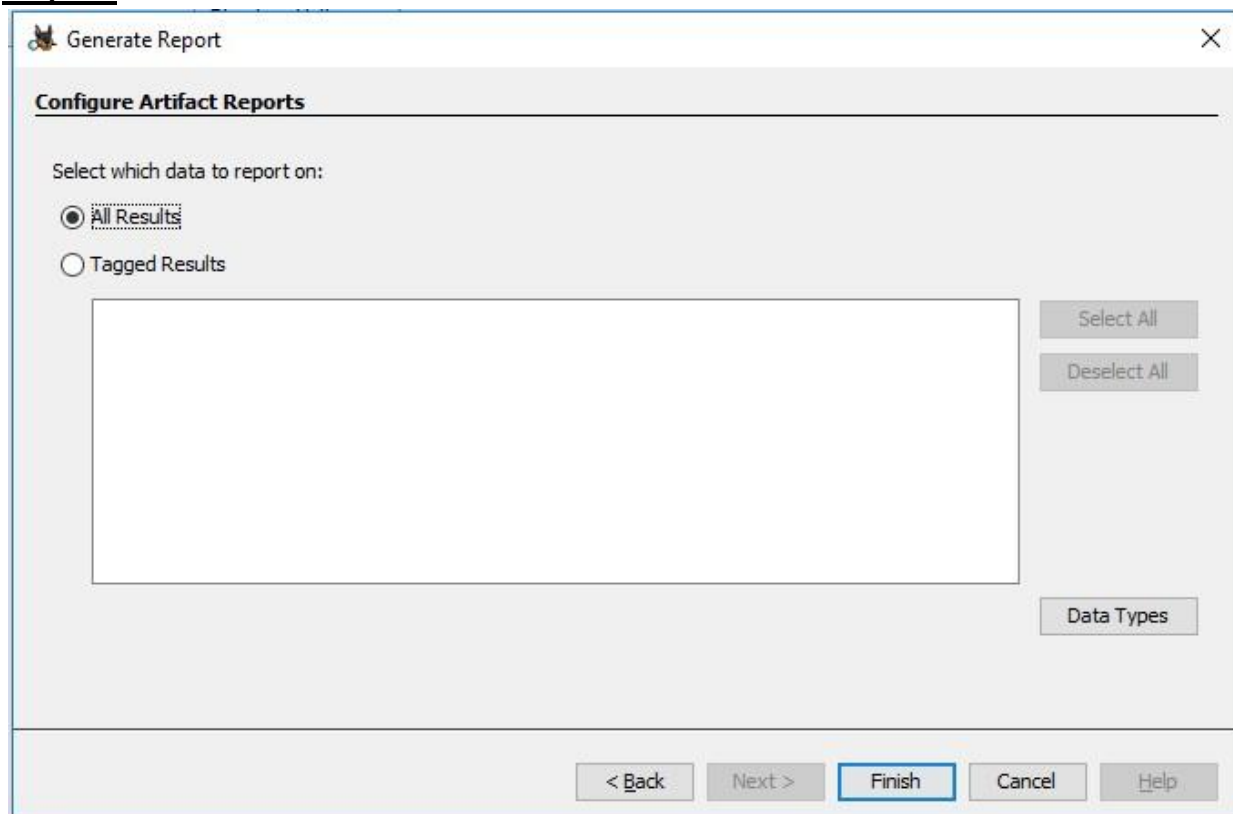 Generate Report
Configure Artifact Reports
Select which data to report on:
All Results
Tagged Results
Select All
Deselect All
Data Types
< Back
Next >
Finish
Cancel
Help